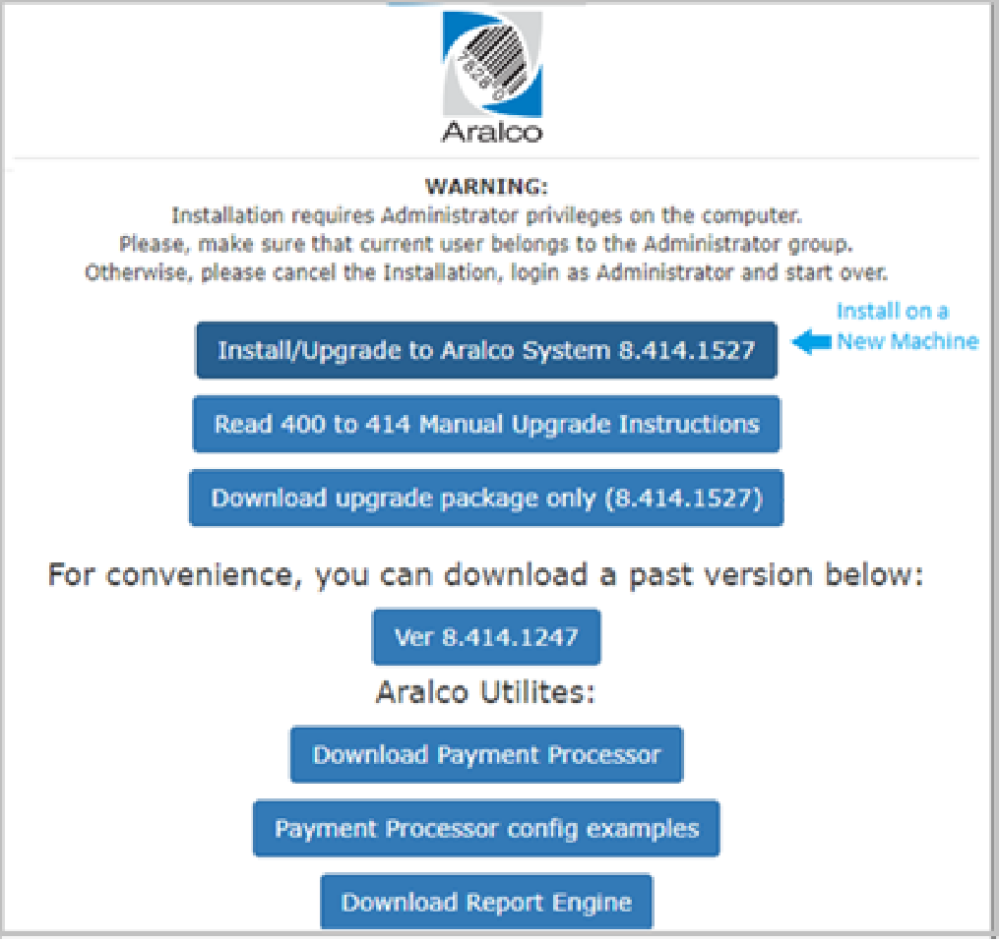 Aralco
WARNING:
Installation requires Administrator privileges on the computer.
Please, make sure that current user belongs to the Administrator group.
Otherwise, please cancel the Installation, login as Administrator and start over.
Install on a
New Machine
Install/Upgrade to Aralco System 8.414.1527
Read 400 to 414 Manual Upgrade Instructions
Download upgrade package only (8.414.1527)
For convenience, you can download a past version below:
Ver 8.414.1247
Aralco Utilites:
Download Payment Processor
Payment Processor config examples
Download Report Engine